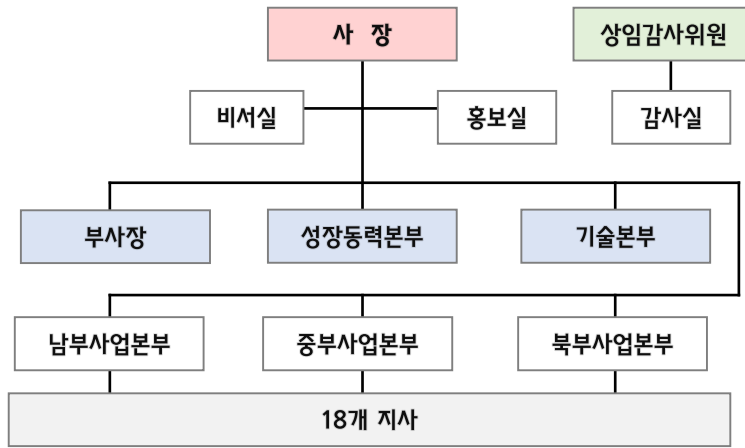 사 장
상임감사위원
비서실
홍보실
감사실
부사장
성장동력본부
기술본부
남부사업본부
중부사업본부
북부사업본부
18개 지사